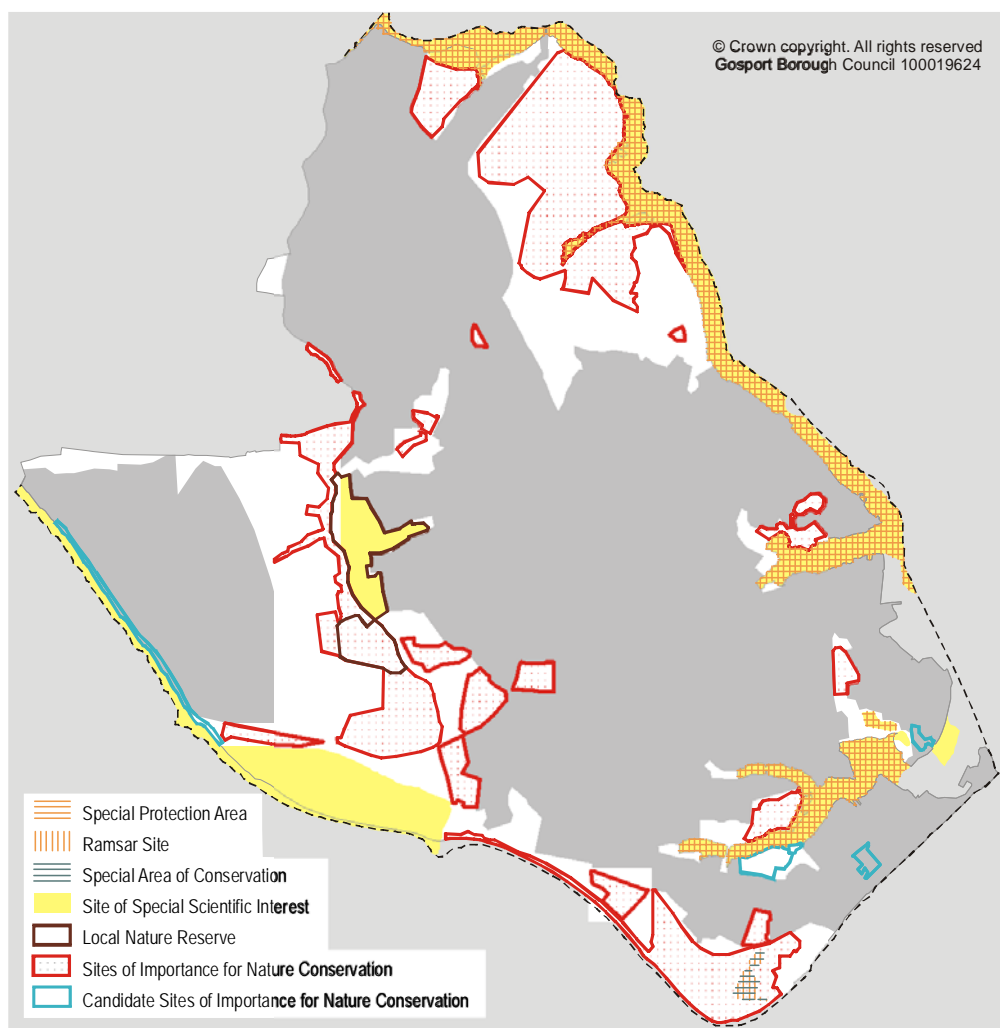 © Crown copyright. All rights reserved
Gosport Borough Council 100019624
Special Protection Area
Ramsar Site
Special Area of Conservation
Site of Special Scientific Interest
Local Nature Reserve
Sites of Importance for Nature Conservation
Candidate Sites of Importance for Nature Conservation